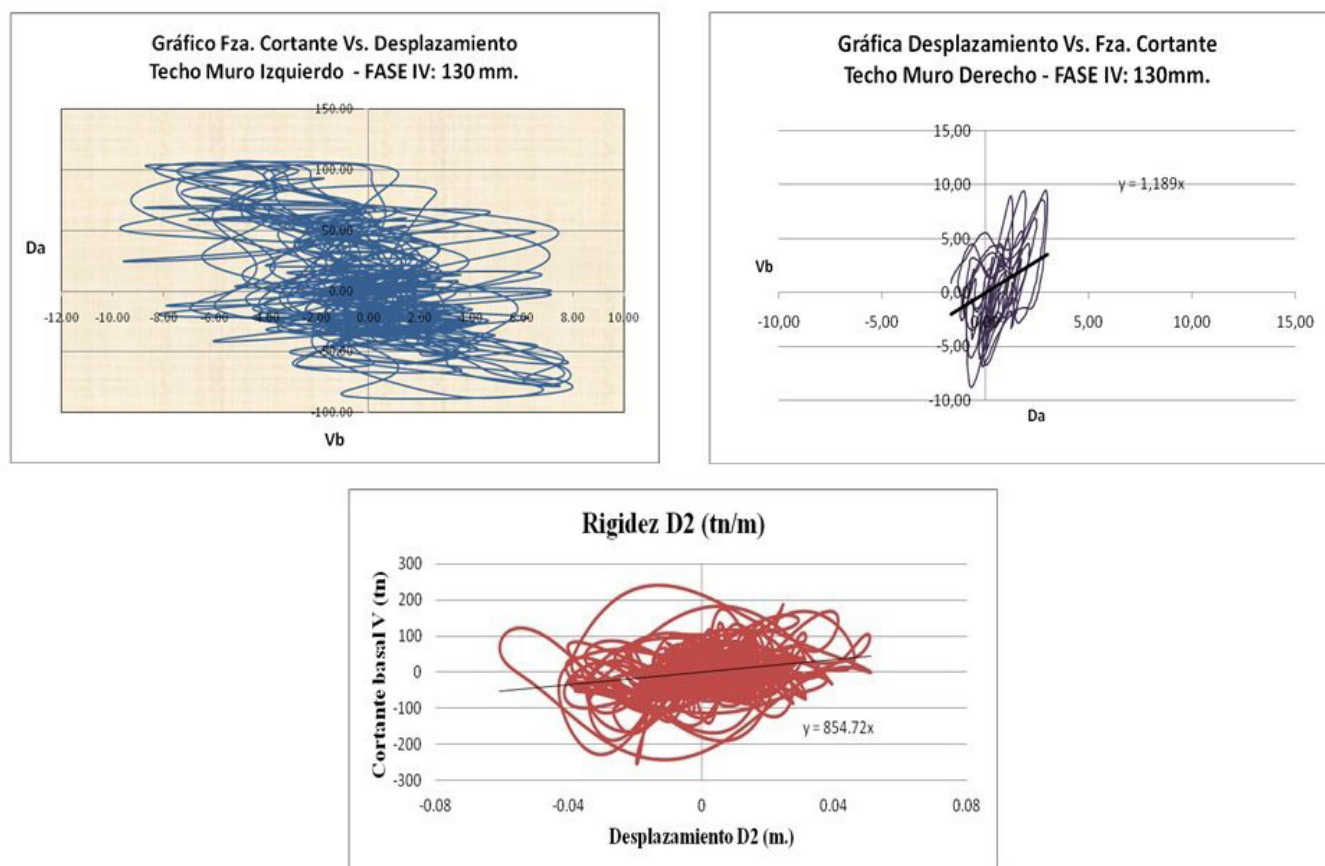 Gráfico Fza. Cortante Vs. Desplazamiento
Techo Muro Izquierdo - FASE IV: 130 mm.
150.00
100.00
50.00
0.00
-12.00 -10.00 -8.00 -6.00 -4.00 -2.00 0.00 2.00 4.00 6.00 8.00 10.00
-50.00
-100.00
Da
Vb
Gráfica Desplazamiento Vs. Fza. Cortante
Techo Muro Derecho - FASE IV: 130mm.
15,00
10,00
y = 1,189x
5,00
Vb
0,00
-10,00 -5,00 0,00 5,00 10,00 15,00
-5,00
-10,00
Da
Rigidez D2 (tn/m)
Cortante basal V (tn)
300
200
100
0
-100
y = 854.72x
-200
-300
-0.08 -0.04 0 0.04 0.08
Desplazamiento D2 (m.)